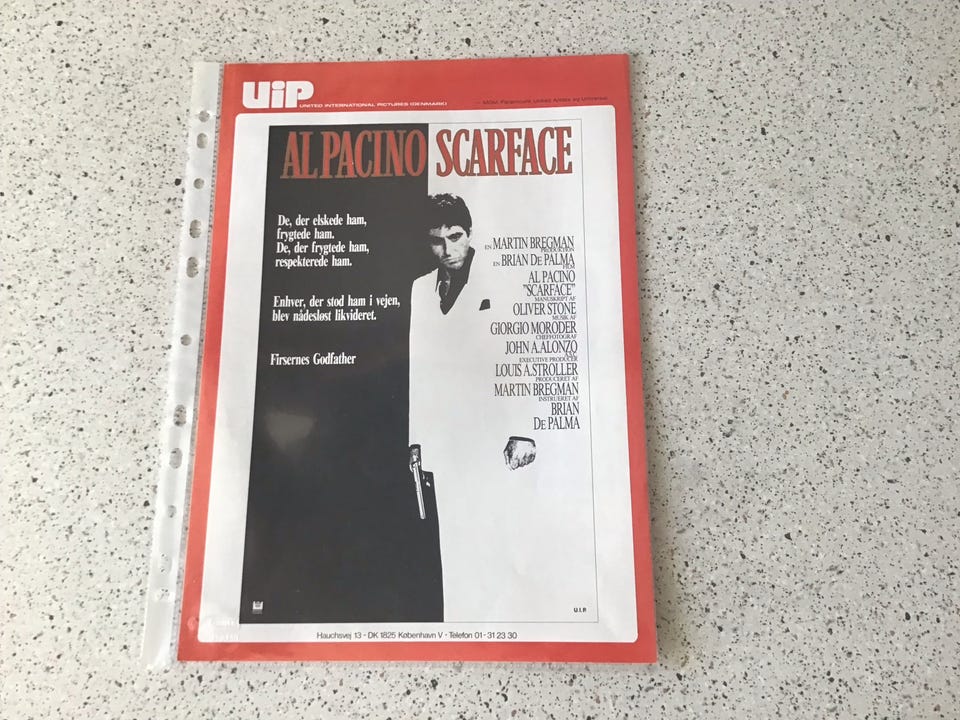 UiP
UNITED INTERNATIONAL PICTURES (DENMARK)
— MGM, Paramount, United Artists og Universal
AL PACINO SCARFACE
De, der elskede ham,
frygtede ham.
De, der frygtede ham,
respekterede ham.
Enhver, der stod ham i vejen,
blev nådesløst likvideret.
Firsernes Godfather
EN MARTIN BREGMAN
PRODUKTION
EN BRIAN DE PALMA
FILM
AL PACINO
"SCARFACE"
MANUSKRIPT AF
OLIVER STONE
MUSIK AF
GIORGIO MORODER
CHEFFOTOGRAF
JOHN A. ALONZO
EXECUTIVE PRODUCER
LOUIS A. STROLLER
PRODUCERET AF
MARTIN BREGMAN
INSTRUERET AF
BRIAN
DE PALMA
U.I.P.
Hauchsvej 13 - DK 1825 København V - Telefon 01-31 23 30